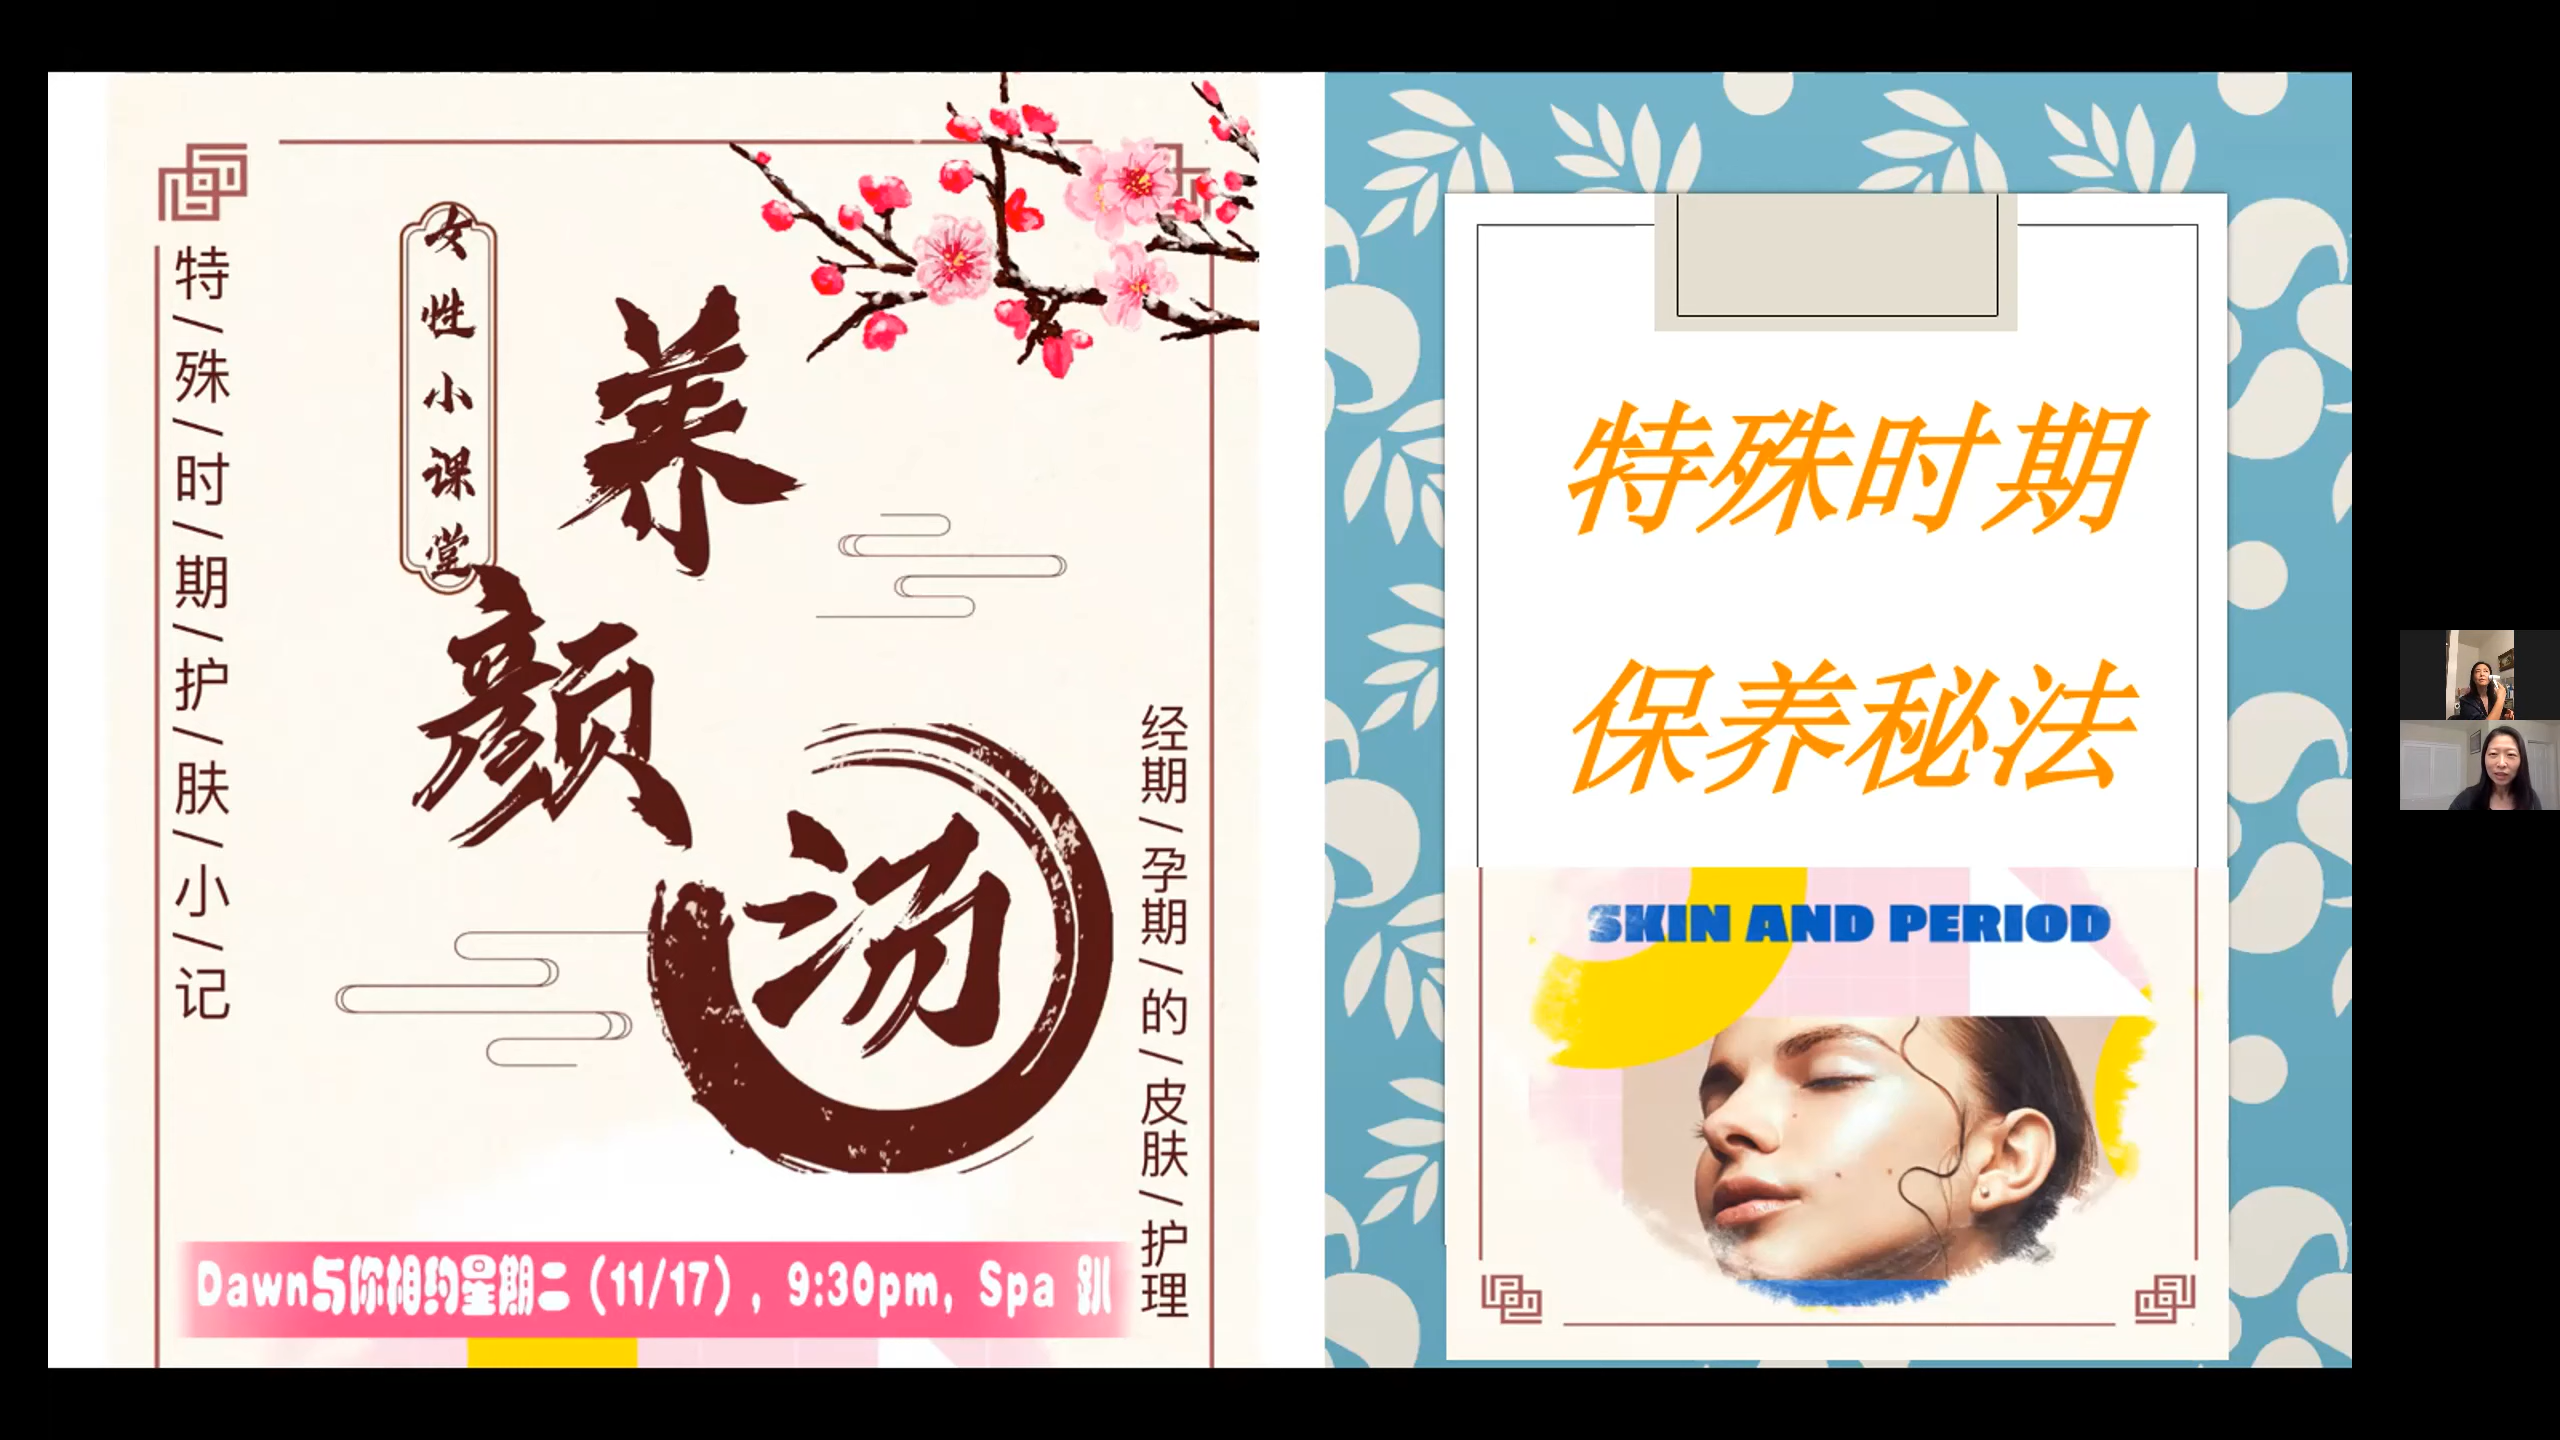 特/殊/时/期/护/肤/小/记
女性小课堂
养
颜
汤
经期/孕期/的/皮肤/护理
Dawn与你相约星期二（11/17），9:30pm, Spa 趴
特殊时期
保养秘法
SKIN AND PERIOD